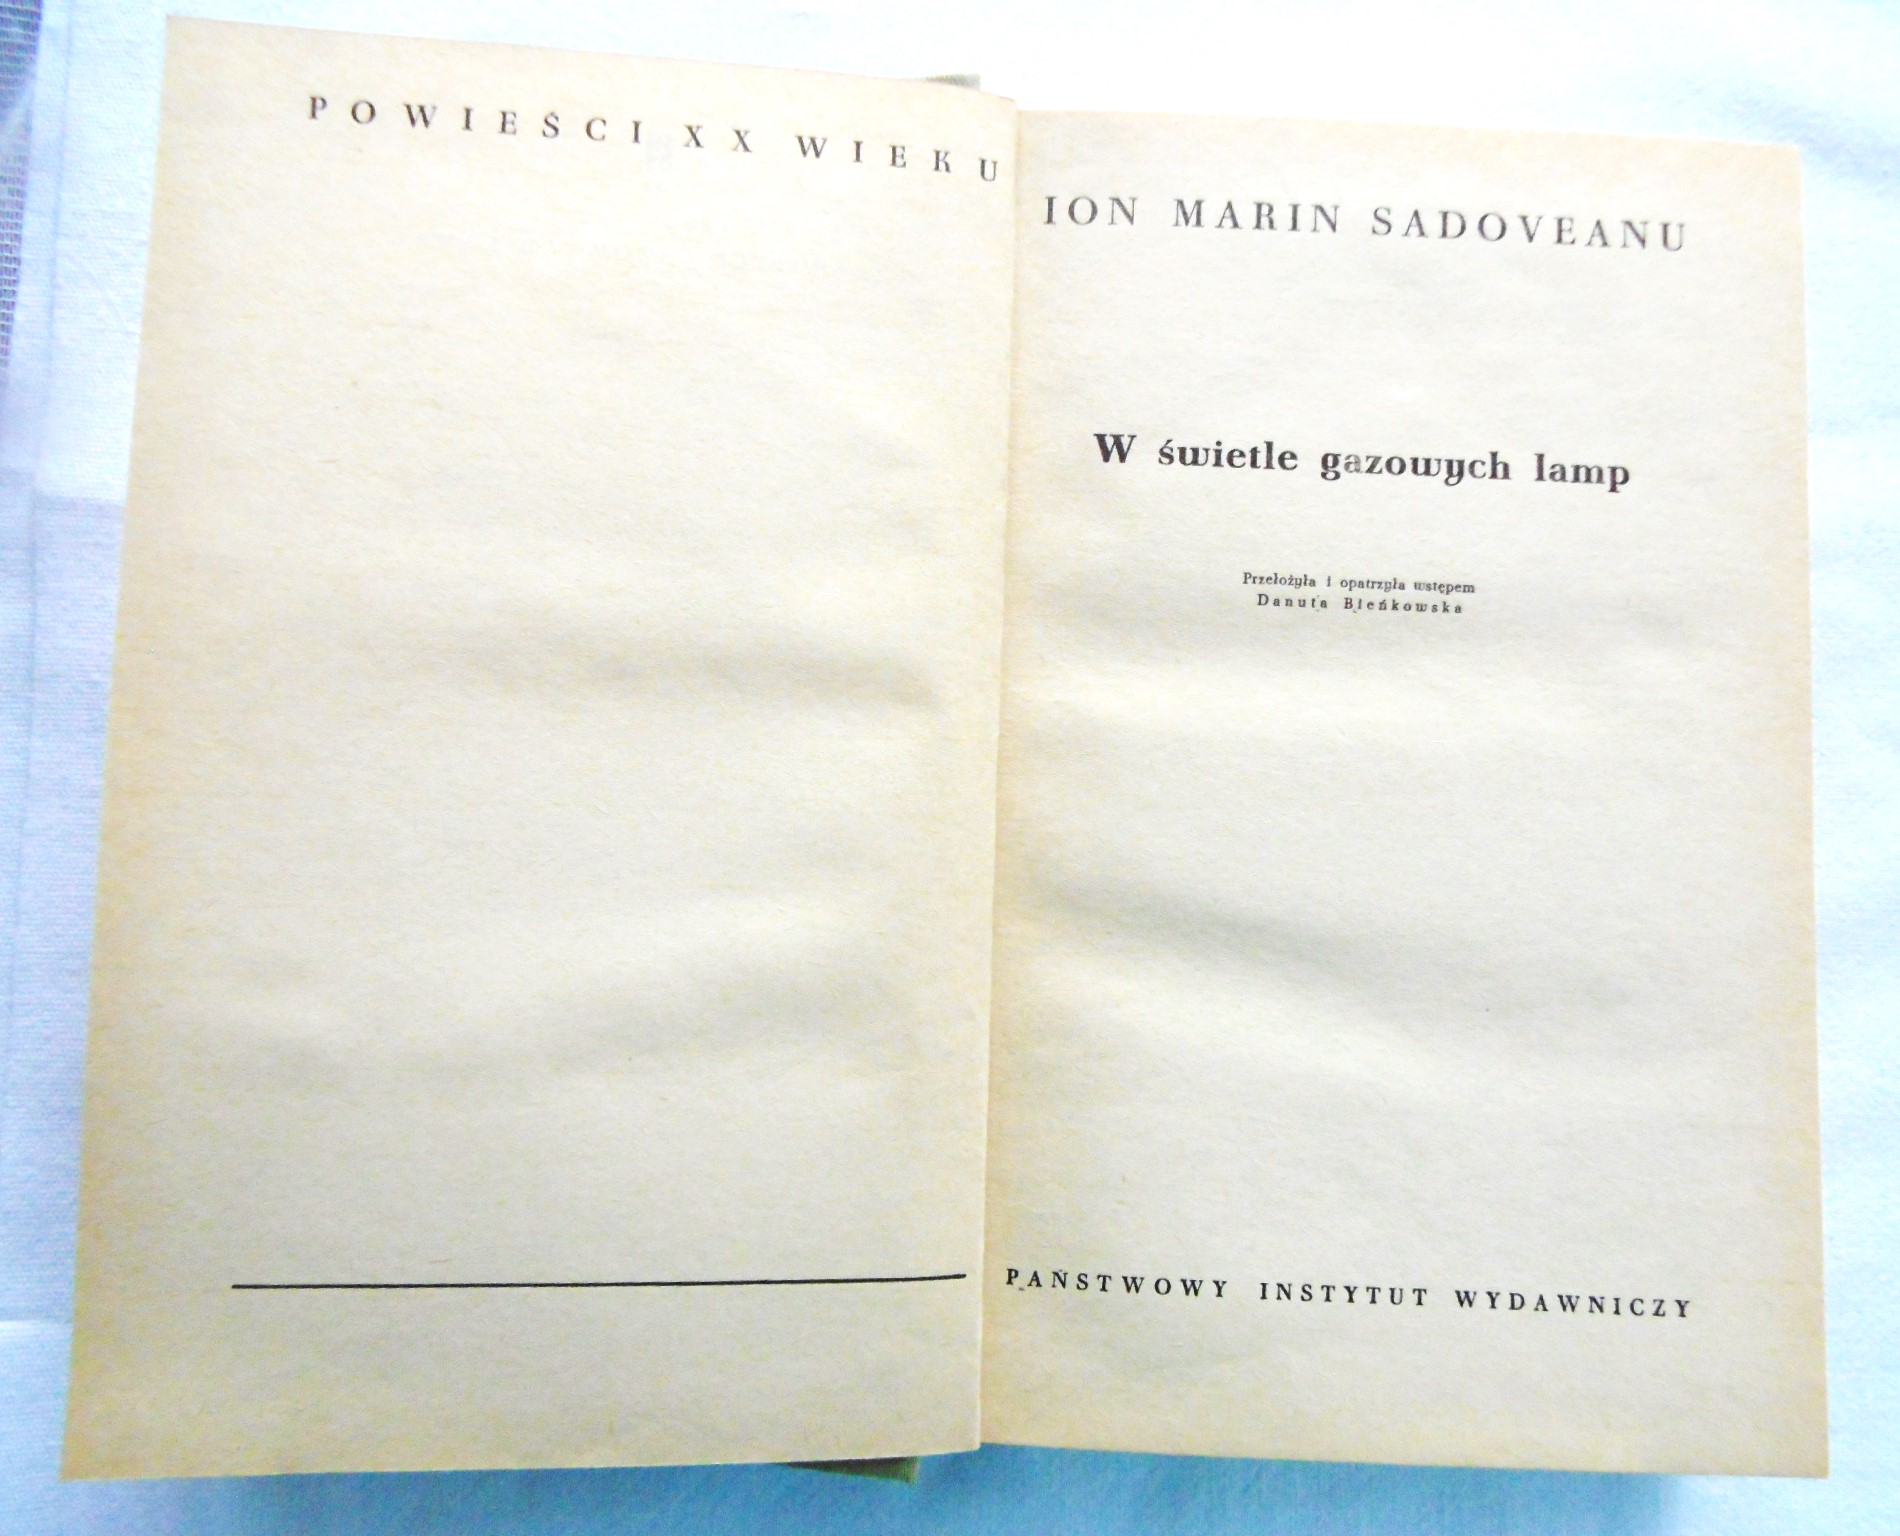 POWIEŚCI XX WIEKU
ION MARIN SADOVEANU
W świetle gazowych lamp
Przełożyła i opatrzyła wstępem
Danuta Bieńkowska
PAŃSTWOWY INSTYTUT WYDAWNICZY